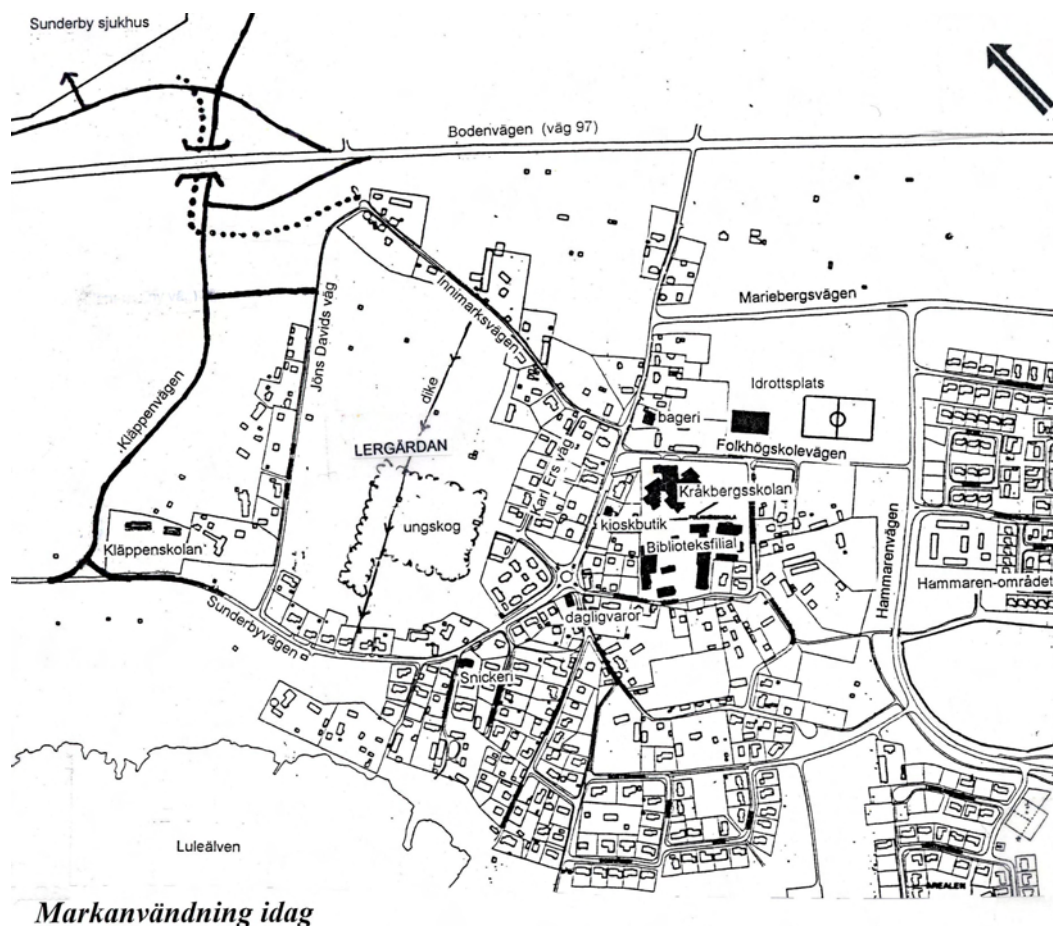 Sunderby sjukhus
Bodenvägen (väg 97)
Mariebergsvägen
Innimarksvägen
Jöns Davids väg
Idrottsplats
dike
bageri
Kläppenvägen
Folkhögskolevägen
LERGÄRDAN
Karl Ers väg
Kråkbergsskolan
ungskog
kioskbutik
Biblioteksfilial
Kläppenskolan
Hammarenvägen
Hammaren-området
Sunderbyvägen
dagligvaror
Snickeri
Luleälven
AREALEN
Markanvändning idag